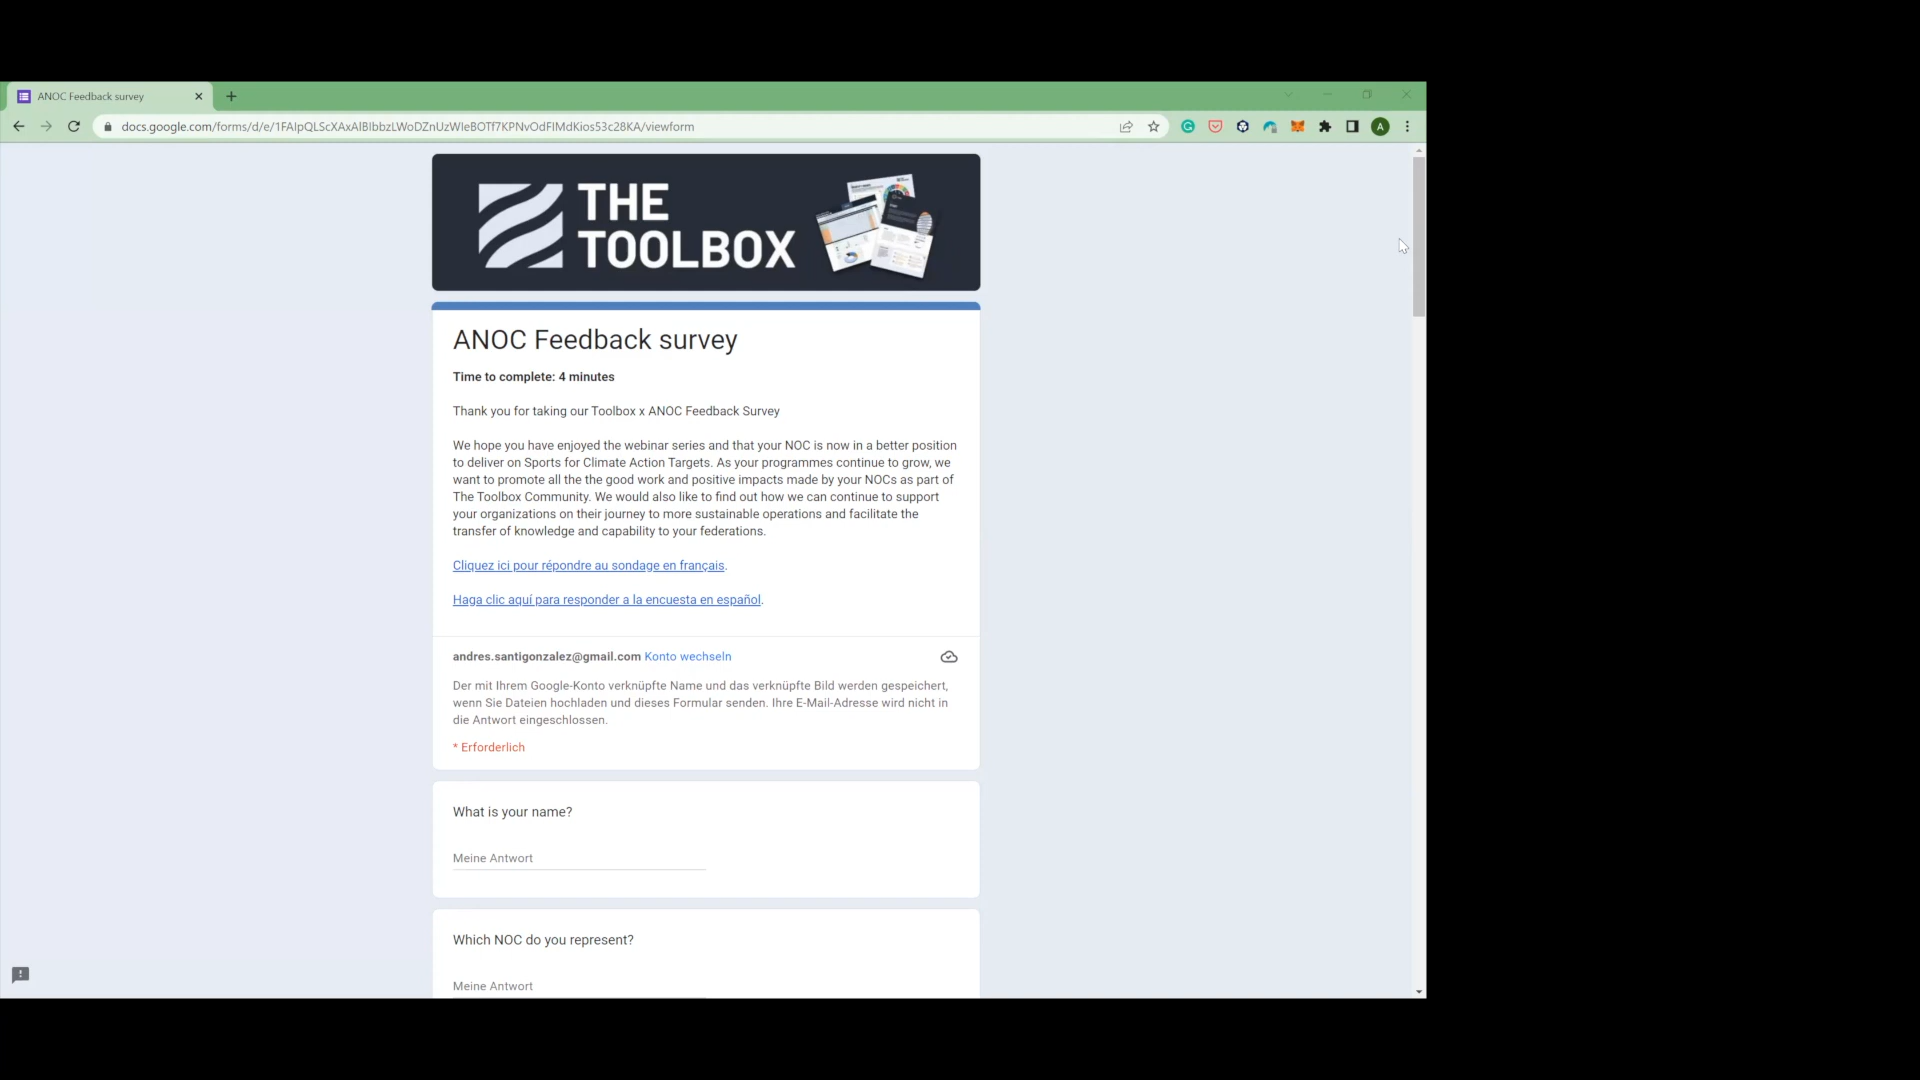 ANOC Feedback survey
docs.google.com/forms/d/e/1FAIpQLScXAxAlBIbbzLWoDZnUzWIeBOTf7KPNvOdFIMdKios53c28KA/viewform
A
THE
TOOLBOX
ANOC Feedback survey
Time to complete: 4 minutes
Thank you for taking our Toolbox x ANOC Feedback Survey
We hope you have enjoyed the webinar series and that your NOC is now in a better position
to deliver on Sports for Climate Action Targets. As your programmes continue to grow, we
want to promote all the the good work and positive impacts made by your NOCs as part of
The Toolbox Community. We would also like to find out how we can continue to support
your organizations on their journey to more sustainable operations and facilitate the
transfer of knowledge and capability to your federations.
Cliquez ici pour répondre au sondage en français.
Haga clic aquí para responder a la encuesta en español.
andres.santigonzalez@gmail.com Konto wechseln
Der mit Ihrem Google-Konto verknüpfte Name und das verknüpfte Bild werden gespeichert,
wenn Sie Dateien hochladen und dieses Formular senden. Ihre E-Mail-Adresse wird nicht in
die Antwort eingeschlossen.
* Erforderlich
What is your name?
Meine Antwort
Which NOC do you represent?
Meine Antwort